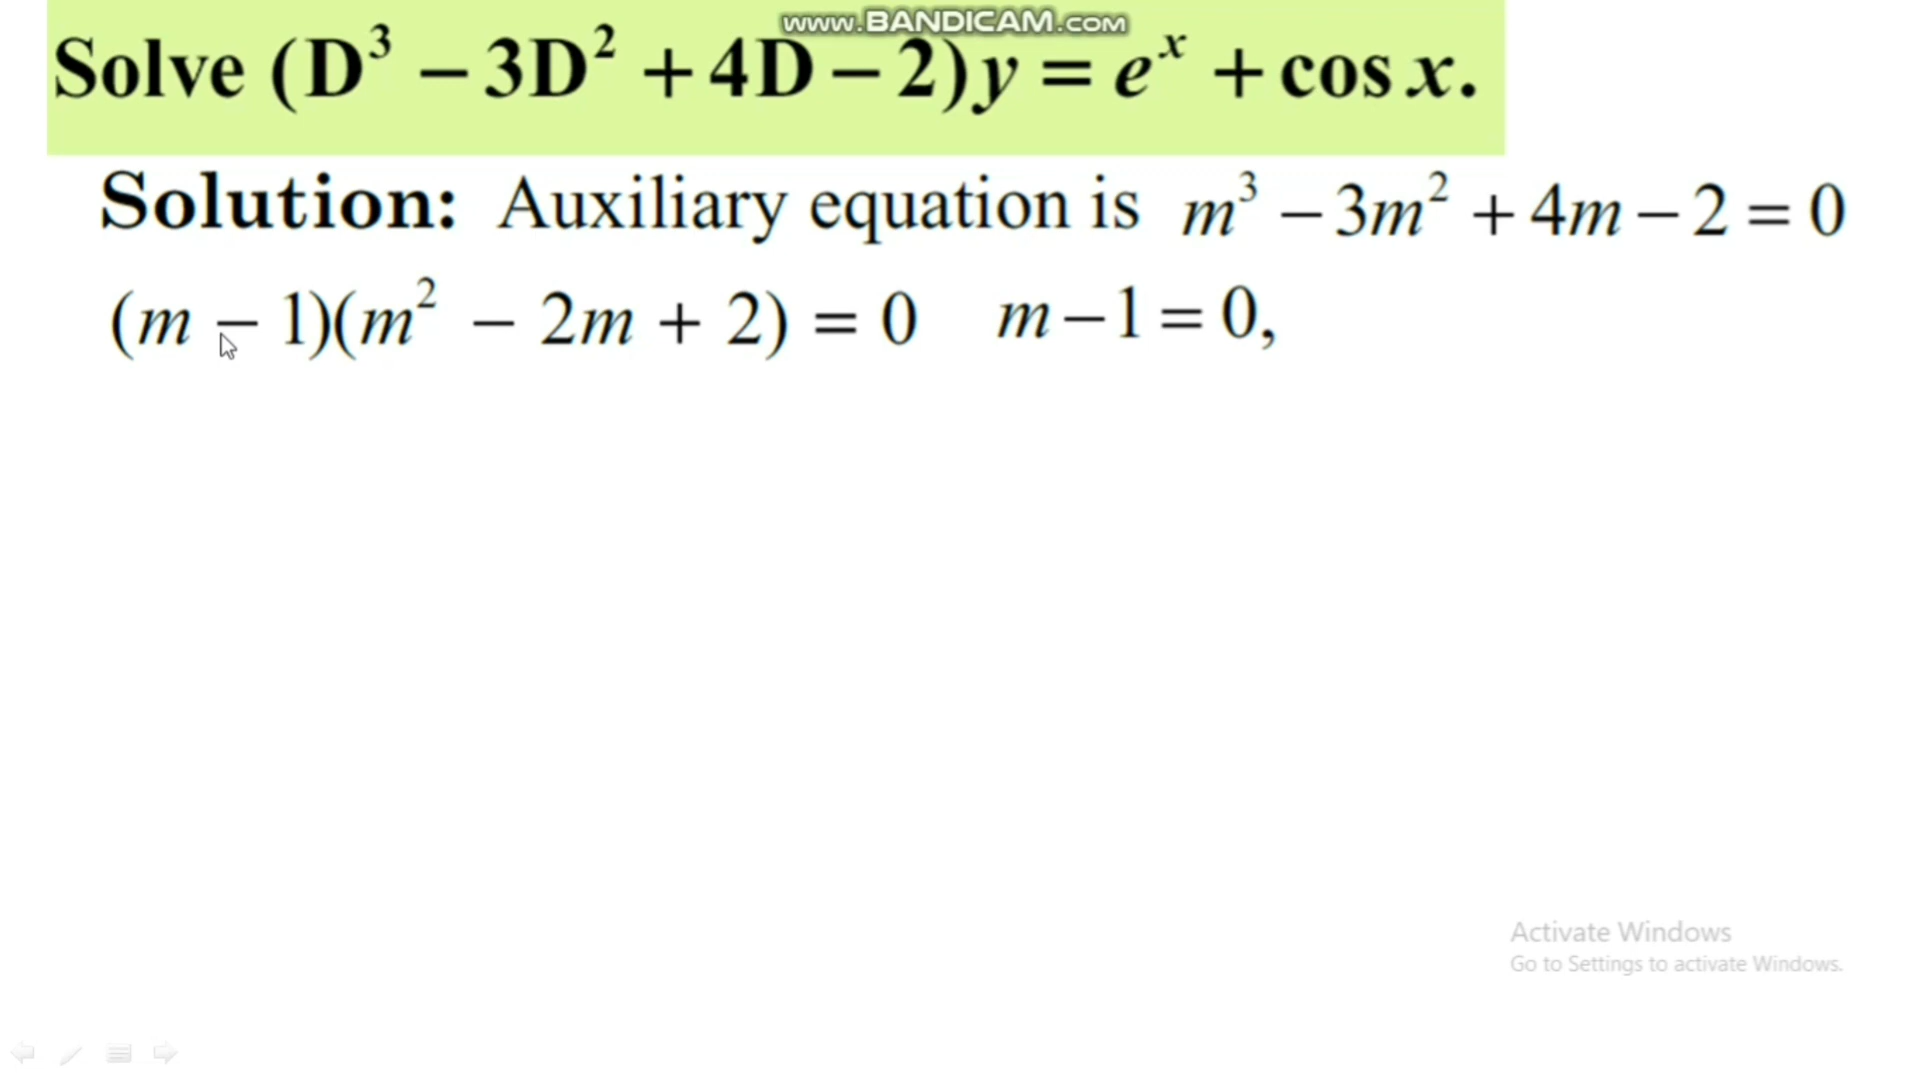 www.BANDICAM.com
Solve (D³ − 3D² + 4D − 2)y = eˣ + cos x.
Solution: Auxiliary equation is m³ − 3m² + 4m − 2 = 0
(m − 1)(m² − 2m + 2) = 0 m − 1 = 0,
Activate Windows
Go to Settings to activate Windows.